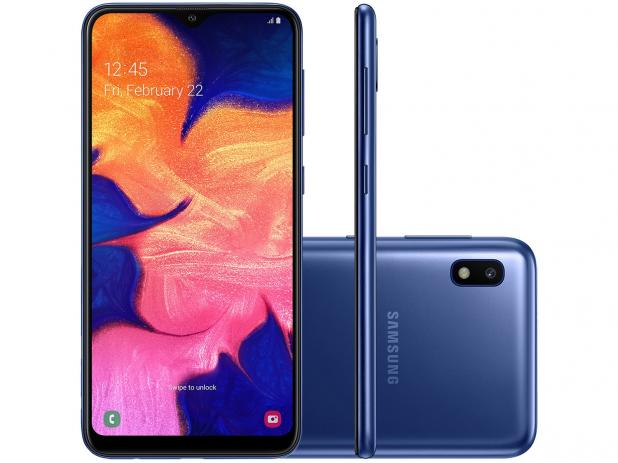 12:45
Fri, February 22
Swipe to unlock
SAMSUNG